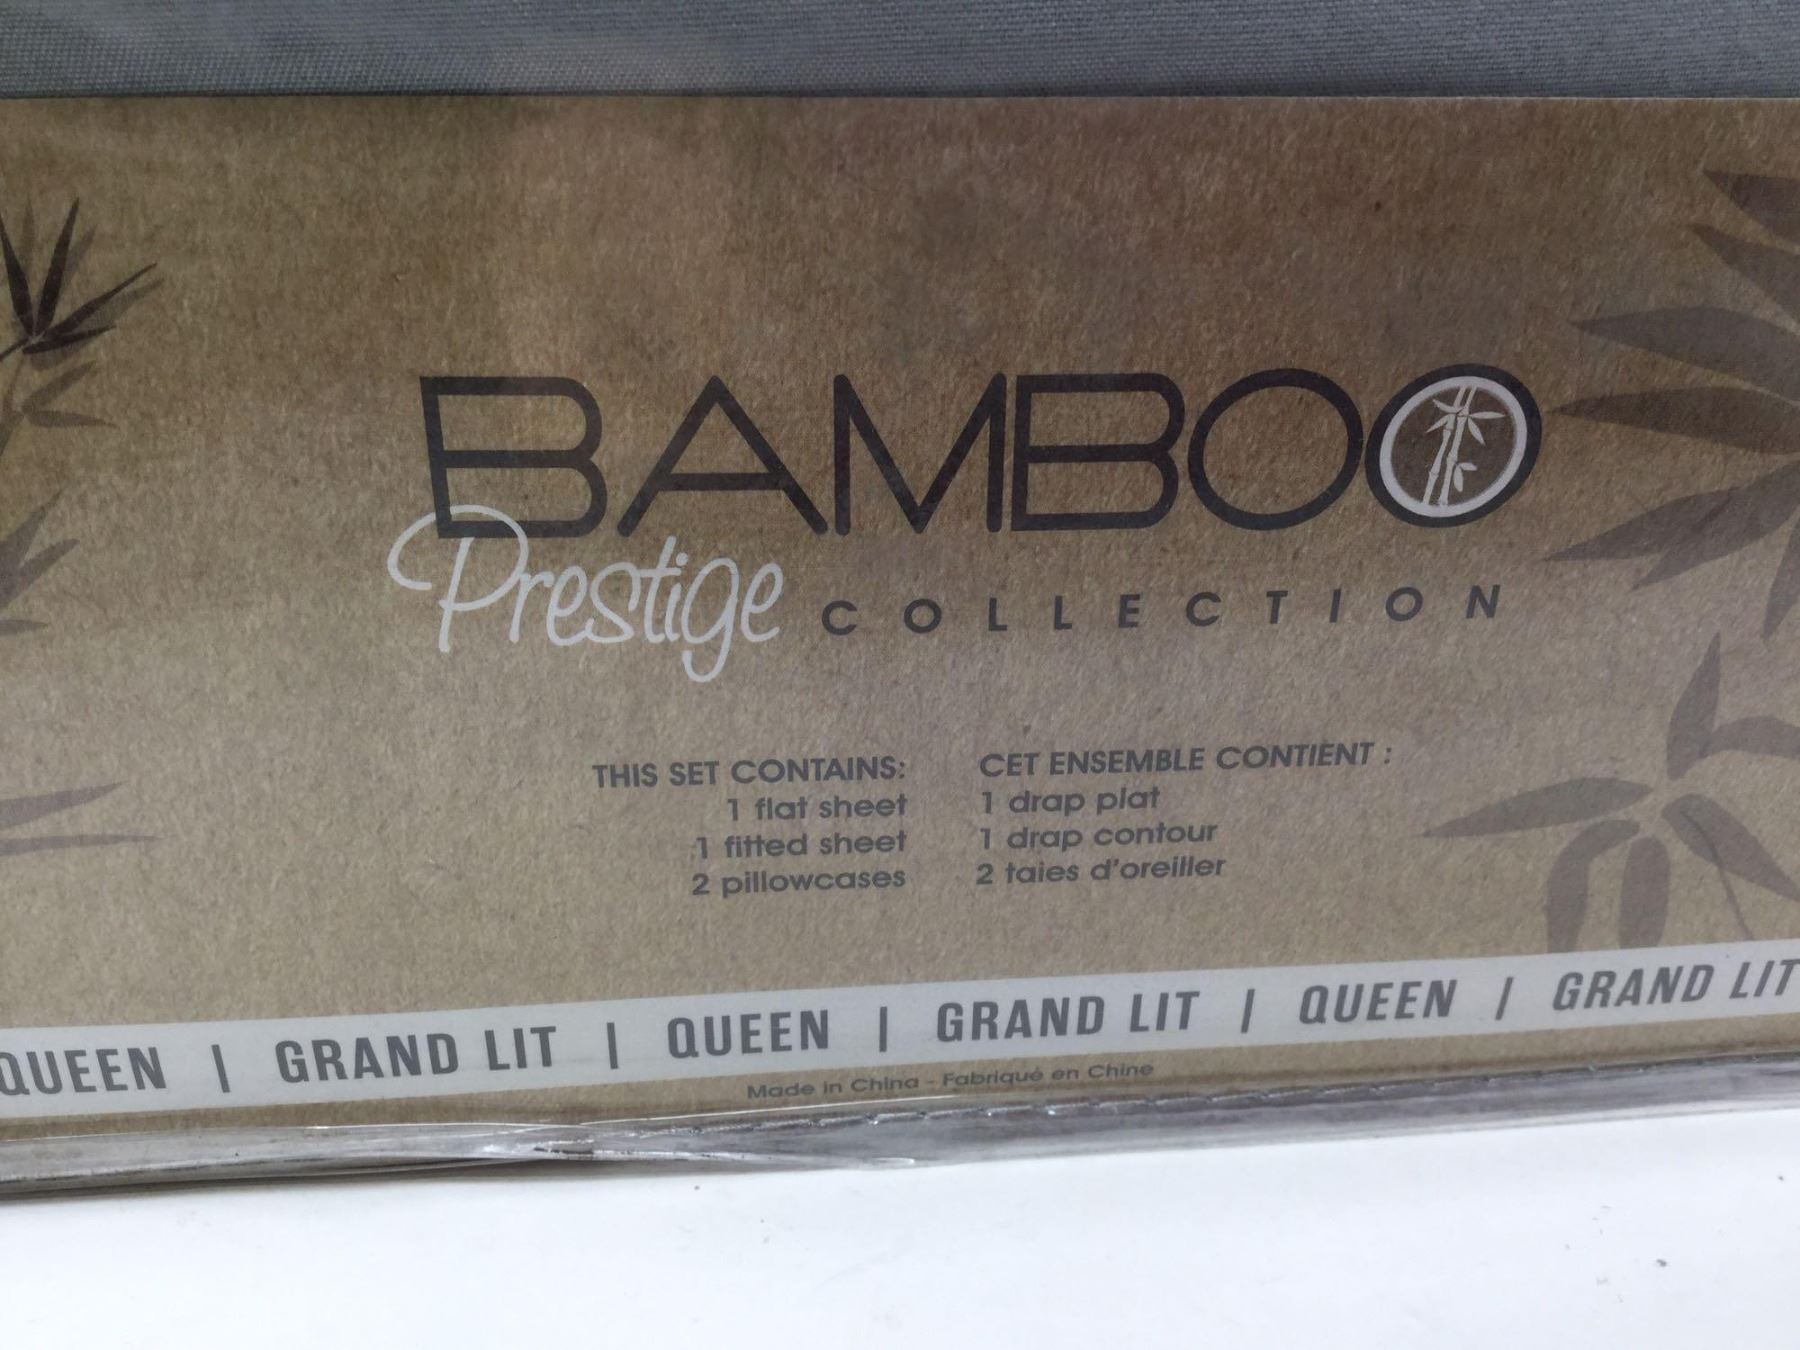 BAMBOO
Prestige COLLECTION
THIS SET CONTAINS:
1 flat sheet
1 fitted sheet
2 pillowcases
CET ENSEMBLE CONTIENT :
1 drap plat
1 drap contour
2 taies d'oreiller
QUEEN | GRAND LIT | QUEEN | GRAND LIT | QUEEN | GRAND LIT
Made in China - Fabriqué en Chine